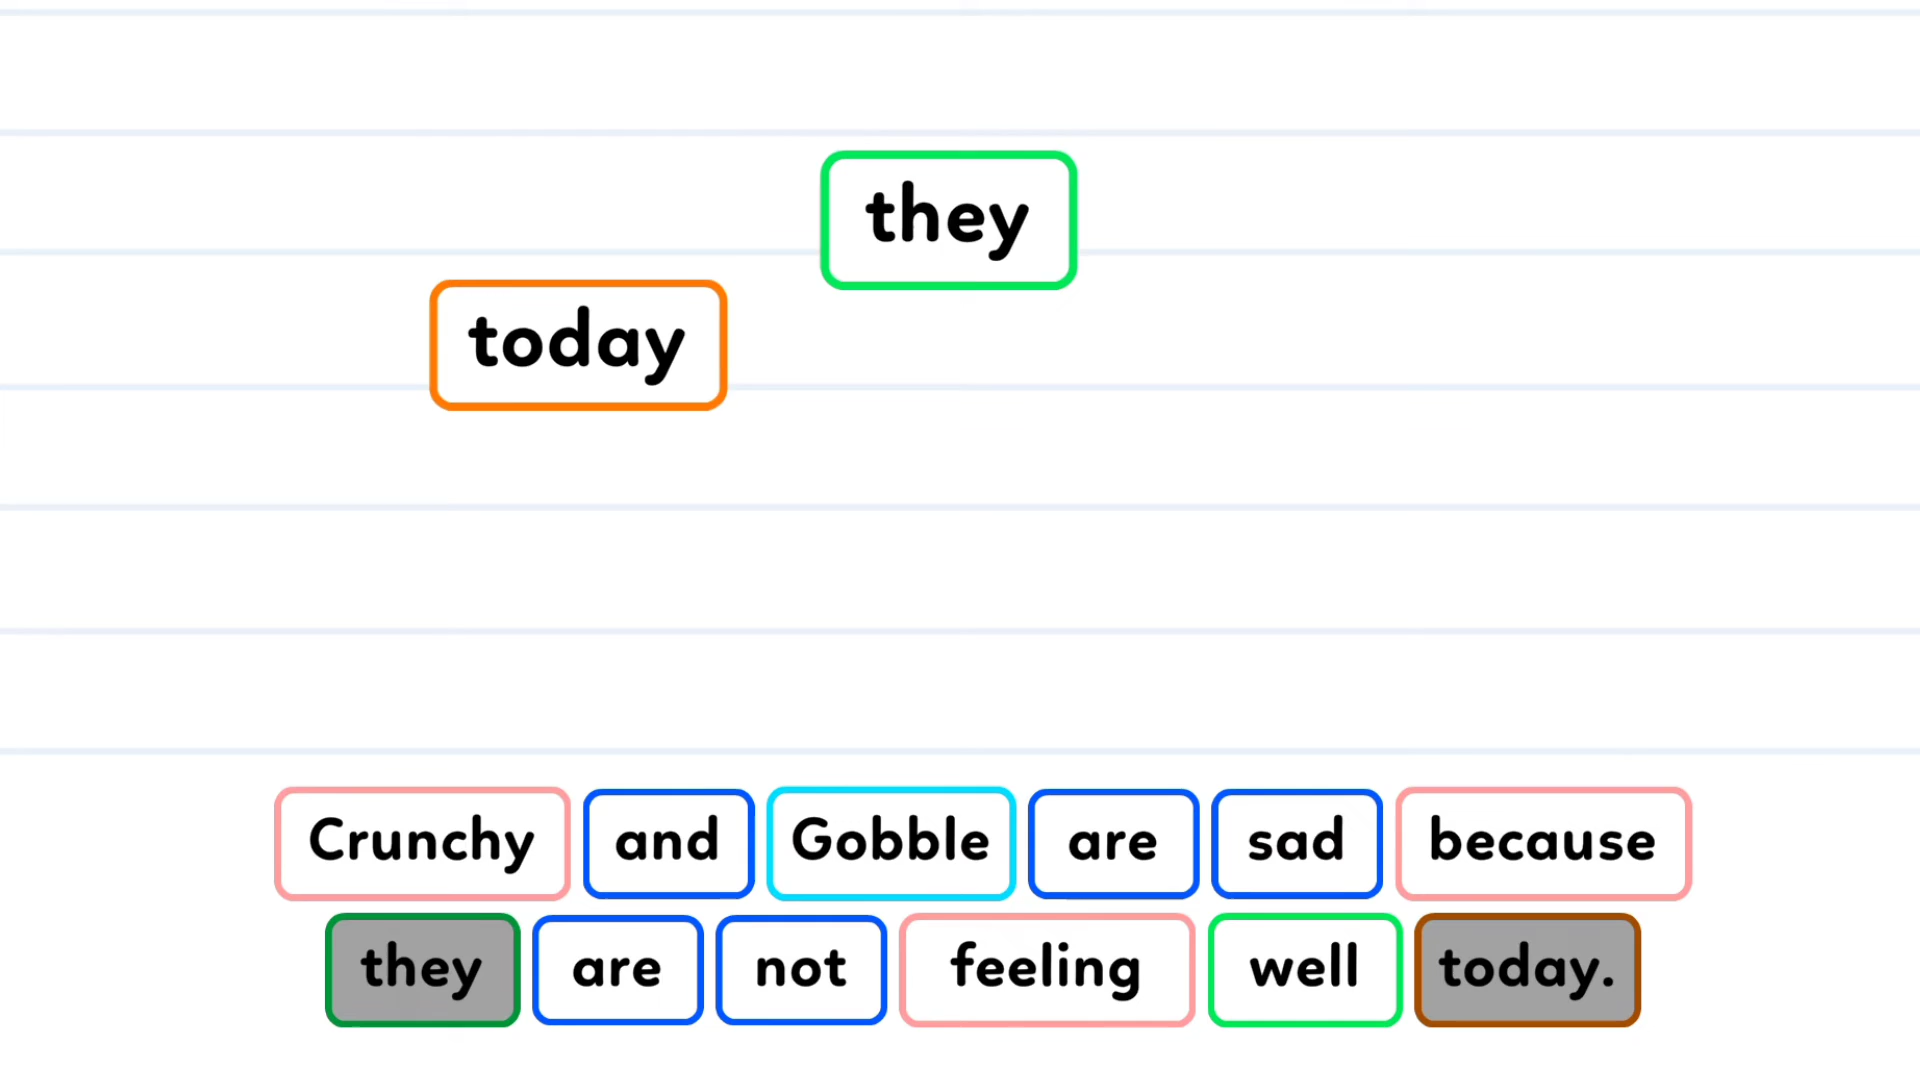 they
today
Crunchy and Gobble are sad because
they are not feeling well today.